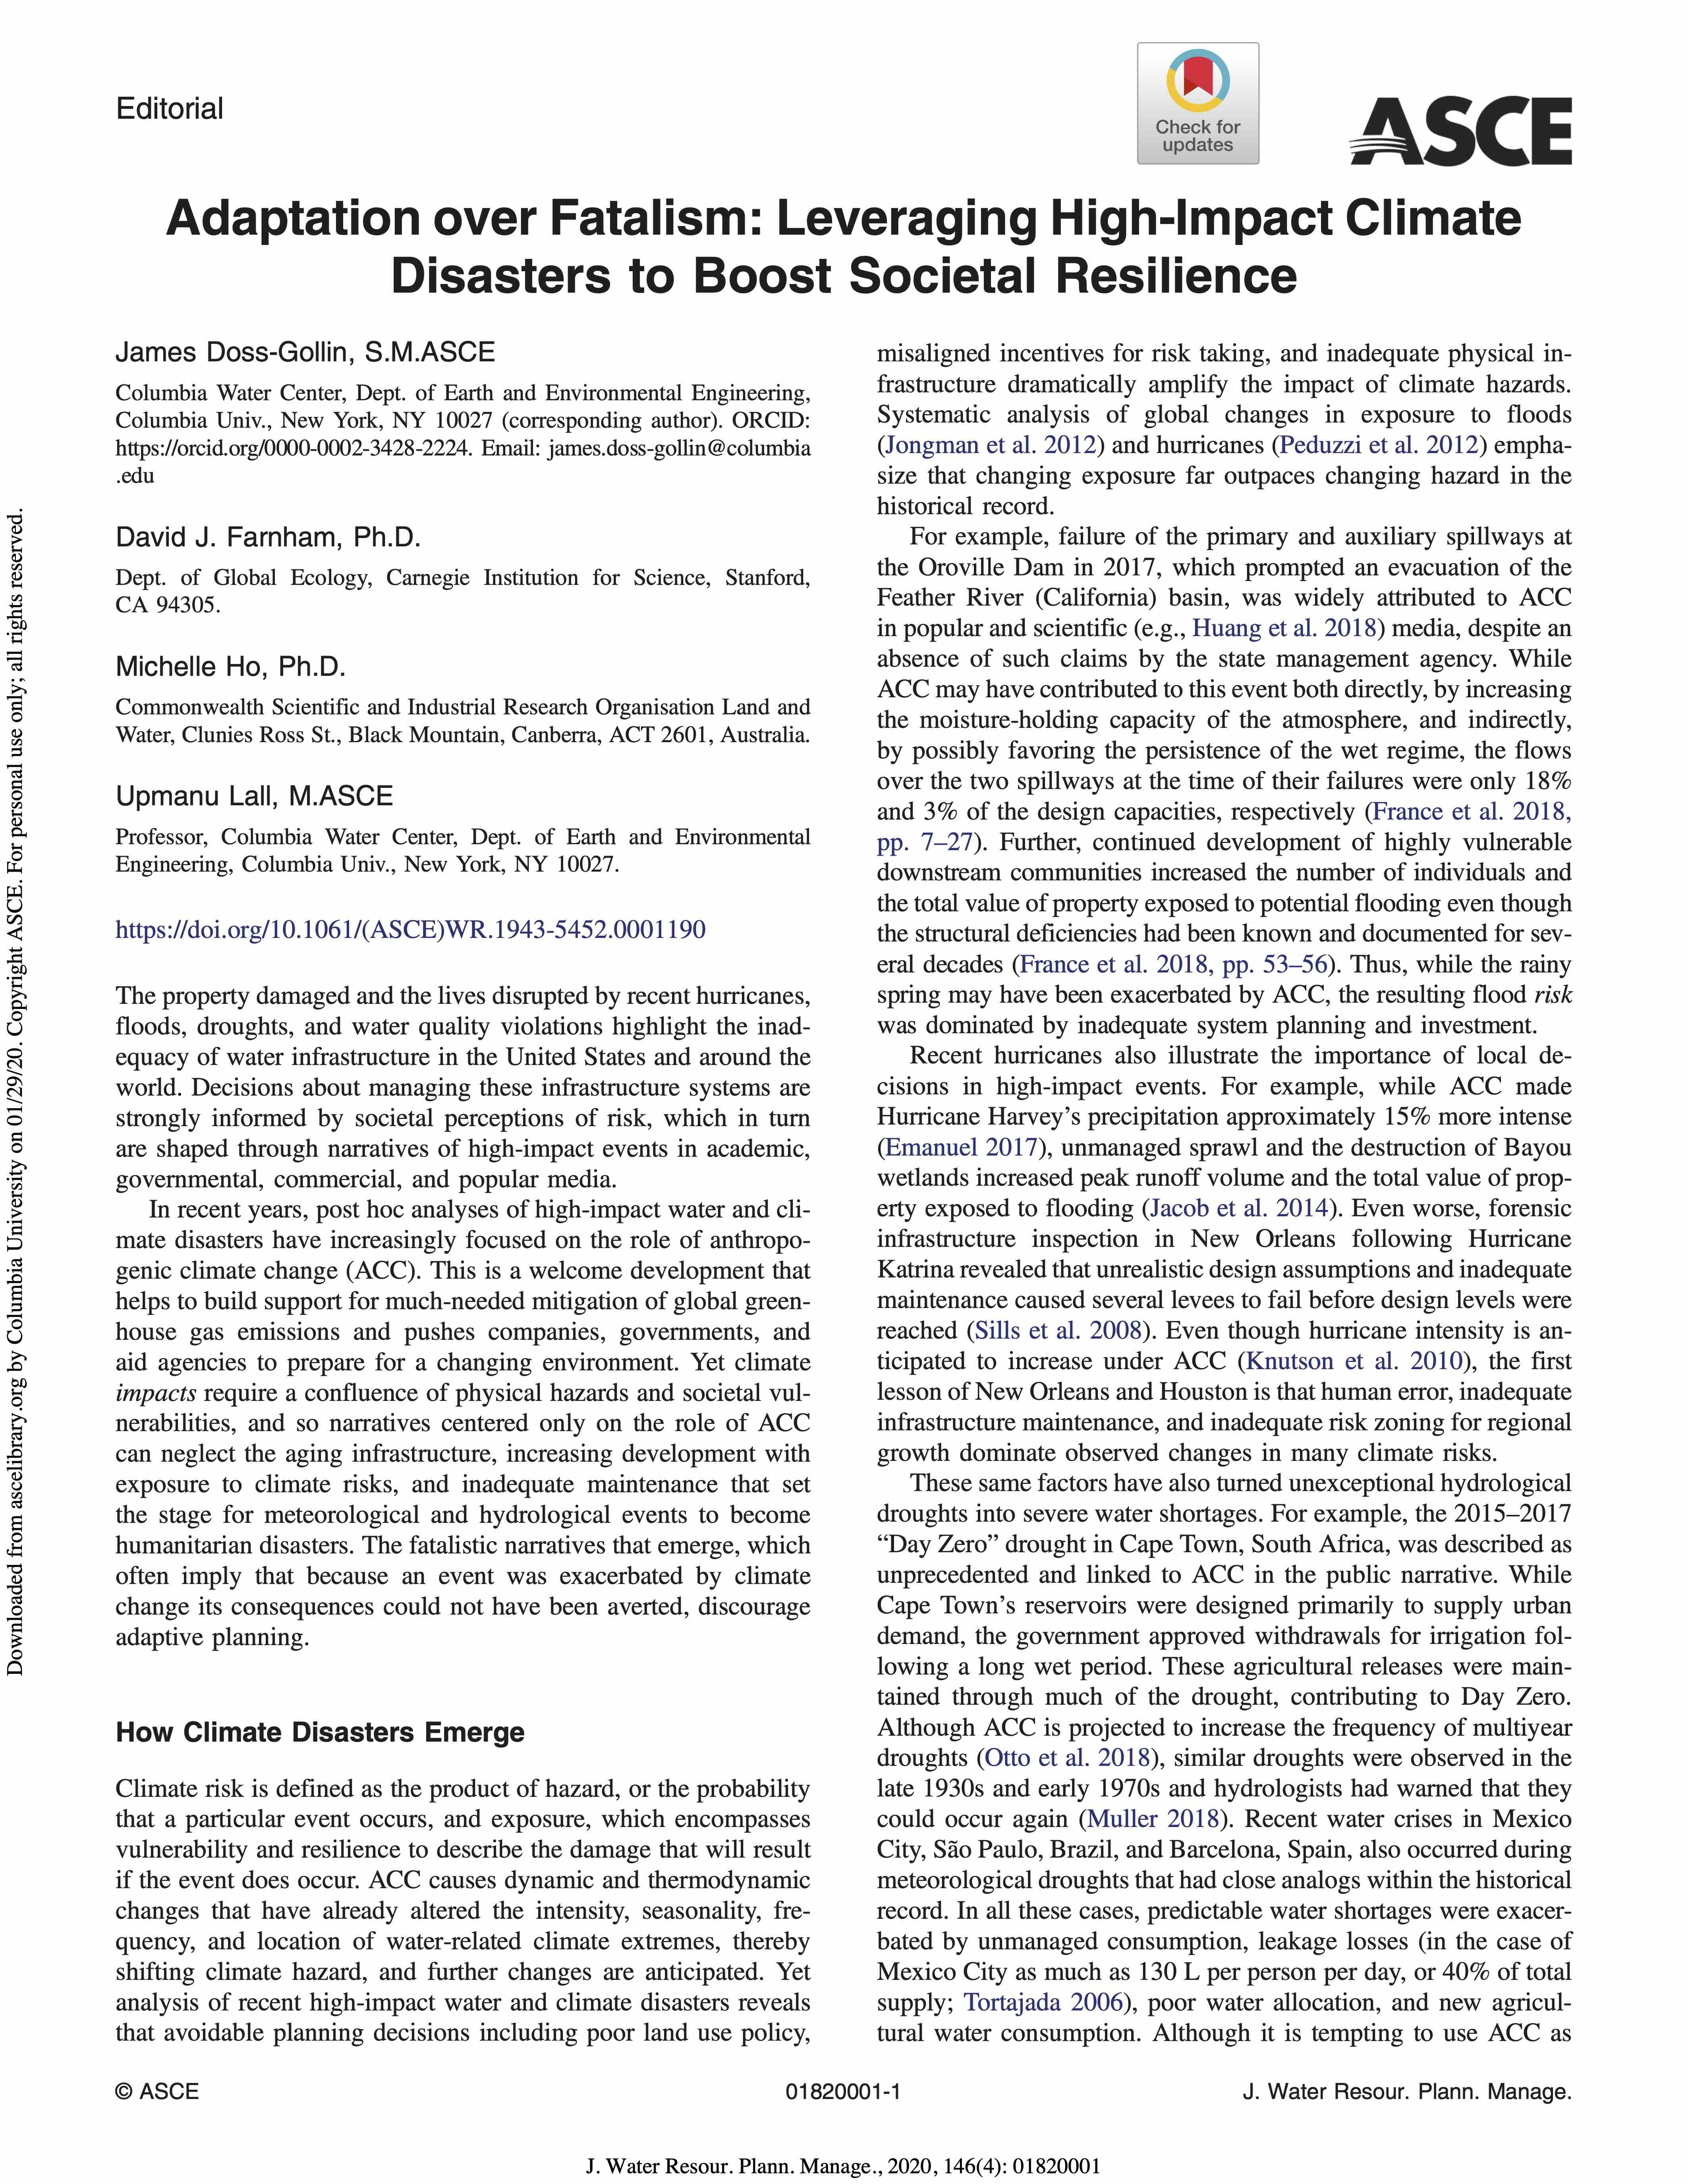 Editorial
Check for
updates
ASCE
Adaptation over Fatalism: Leveraging High-Impact Climate
Disasters to Boost Societal Resilience
James Doss-Gollin, S.M.ASCE
Columbia Water Center, Dept. of Earth and Environmental Engineering,
Columbia Univ., New York, NY 10027 (corresponding author). ORCID:
https://orcid.org/0000-0002-3428-2224. Email: james.doss-gollin@columbia
.edu
David J. Farnham, Ph.D.
Dept. of Global Ecology, Carnegie Institution for Science, Stanford,
CA 94305.
Michelle Ho, Ph.D.
Commonwealth Scientific and Industrial Research Organisation Land and
Water, Clunies Ross St., Black Mountain, Canberra, ACT 2601, Australia.
Upmanu Lall, M.ASCE
Professor, Columbia Water Center, Dept. of Earth and Environmental
Engineering, Columbia Univ., New York, NY 10027.
https://doi.org/10.1061/(ASCE)WR.1943-5452.0001190
The property damaged and the lives disrupted by recent hurricanes,
floods, droughts, and water quality violations highlight the inad-
equacy of water infrastructure in the United States and around the
world. Decisions about managing these infrastructure systems are
strongly informed by societal perceptions of risk, which in turn
are shaped through narratives of high-impact events in academic,
governmental, commercial, and popular media.
In recent years, post hoc analyses of high-impact water and cli-
mate disasters have increasingly focused on the role of anthropo-
genic climate change (ACC). This is a welcome development that
helps to build support for much-needed mitigation of global green-
house gas emissions and pushes companies, governments, and
aid agencies to prepare for a changing environment. Yet climate
impacts require a confluence of physical hazards and societal vul-
nerabilities, and so narratives centered only on the role of ACC
can neglect the aging infrastructure, increasing development with
exposure to climate risks, and inadequate maintenance that set
the stage for meteorological and hydrological events to become
humanitarian disasters. The fatalistic narratives that emerge, which
often imply that because an event was exacerbated by climate
change its consequences could not have been averted, discourage
adaptive planning.
How Climate Disasters Emerge
Climate risk is defined as the product of hazard, or the probability
that a particular event occurs, and exposure, which encompasses
vulnerability and resilience to describe the damage that will result
if the event does occur. ACC causes dynamic and thermodynamic
changes that have already altered the intensity, seasonality, fre-
quency, and location of water-related climate extremes, thereby
shifting climate hazard, and further changes are anticipated. Yet
analysis of recent high-impact water and climate disasters reveals
that avoidable planning decisions including poor land use policy,
misaligned incentives for risk taking, and inadequate physical in-
frastructure dramatically amplify the impact of climate hazards.
Systematic analysis of global changes in exposure to floods
(Jongman et al. 2012) and hurricanes (Peduzzi et al. 2012) empha-
size that changing exposure far outpaces changing hazard in the
historical record.
For example, failure of the primary and auxiliary spillways at
the Oroville Dam in 2017, which prompted an evacuation of the
Feather River (California) basin, was widely attributed to ACC
in popular and scientific (e.g., Huang et al. 2018) media, despite an
absence of such claims by the state management agency. While
ACC may have contributed to this event both directly, by increasing
the moisture-holding capacity of the atmosphere, and indirectly,
by possibly favoring the persistence of the wet regime, the flows
over the two spillways at the time of their failures were only 18%
and 3% of the design capacities, respectively (France et al. 2018,
pp. 7–27). Further, continued development of highly vulnerable
downstream communities increased the number of individuals and
the total value of property exposed to potential flooding even though
the structural deficiencies had been known and documented for sev-
eral decades (France et al. 2018, pp. 53–56). Thus, while the rainy
spring may have been exacerbated by ACC, the resulting flood risk
was dominated by inadequate system planning and investment.
Recent hurricanes also illustrate the importance of local de-
cisions in high-impact events. For example, while ACC made
Hurricane Harvey's precipitation approximately 15% more intense
(Emanuel 2017), unmanaged sprawl and the destruction of Bayou
wetlands increased peak runoff volume and the total value of prop-
erty exposed to flooding (Jacob et al. 2014). Even worse, forensic
infrastructure inspection in New Orleans following Hurricane
Katrina revealed that unrealistic design assumptions and inadequate
maintenance caused several levees to fail before design levels were
reached (Sills et al. 2008). Even though hurricane intensity is an-
ticipated to increase under ACC (Knutson et al. 2010), the first
lesson of New Orleans and Houston is that human error, inadequate
infrastructure maintenance, and inadequate risk zoning for regional
growth dominate observed changes in many climate risks.
These same factors have also turned unexceptional hydrological
droughts into severe water shortages. For example, the 2015–2017
“Day Zero” drought in Cape Town, South Africa, was described as
unprecedented and linked to ACC in the public narrative. While
Cape Town's reservoirs were designed primarily to supply urban
demand, the government approved withdrawals for irrigation fol-
lowing a long wet period. These agricultural releases were main-
tained through much of the drought, contributing to Day Zero.
Although ACC is projected to increase the frequency of multiyear
droughts (Otto et al. 2018), similar droughts were observed in the
late 1930s and early 1970s and hydrologists had warned that they
could occur again (Muller 2018). Recent water crises in Mexico
City, São Paulo, Brazil, and Barcelona, Spain, also occurred during
meteorological droughts that had close analogs within the historical
record. In all these cases, predictable water shortages were exacer-
bated by unmanaged consumption, leakage losses (in the case of
Mexico City as much as 130 L per person per day, or 40% of total
supply; Tortajada 2006), poor water allocation, and new agricul-
tural water consumption. Although it is tempting to use ACC as
© ASCE
01820001-1
J. Water Resour. Plann. Manage.
J. Water Resour. Plann. Manage., 2020, 146(4): 01820001
Downloaded from ascelibrary.org by Columbia University on 01/29/20. Copyright ASCE. For personal use only; all rights reserved.